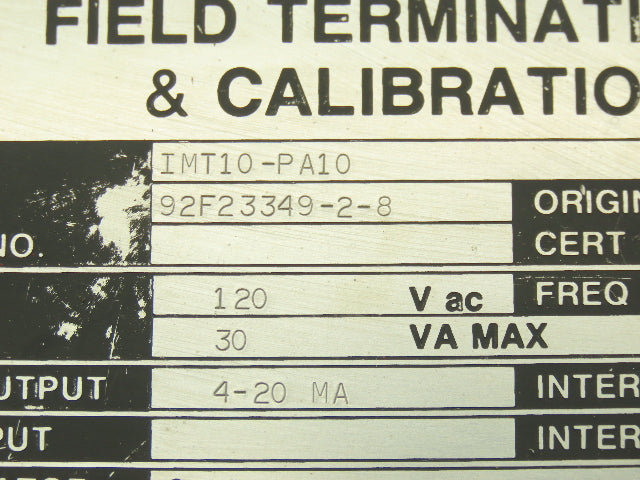 FIELD TERMINATI
& CALIBRATIO
IMT10-PA10
92F23349-2-8 ORIGIN
NO. CERT
120 V ac FREQ
30 VA MAX
UTPUT 4-20 MA INTER
PUT INTER